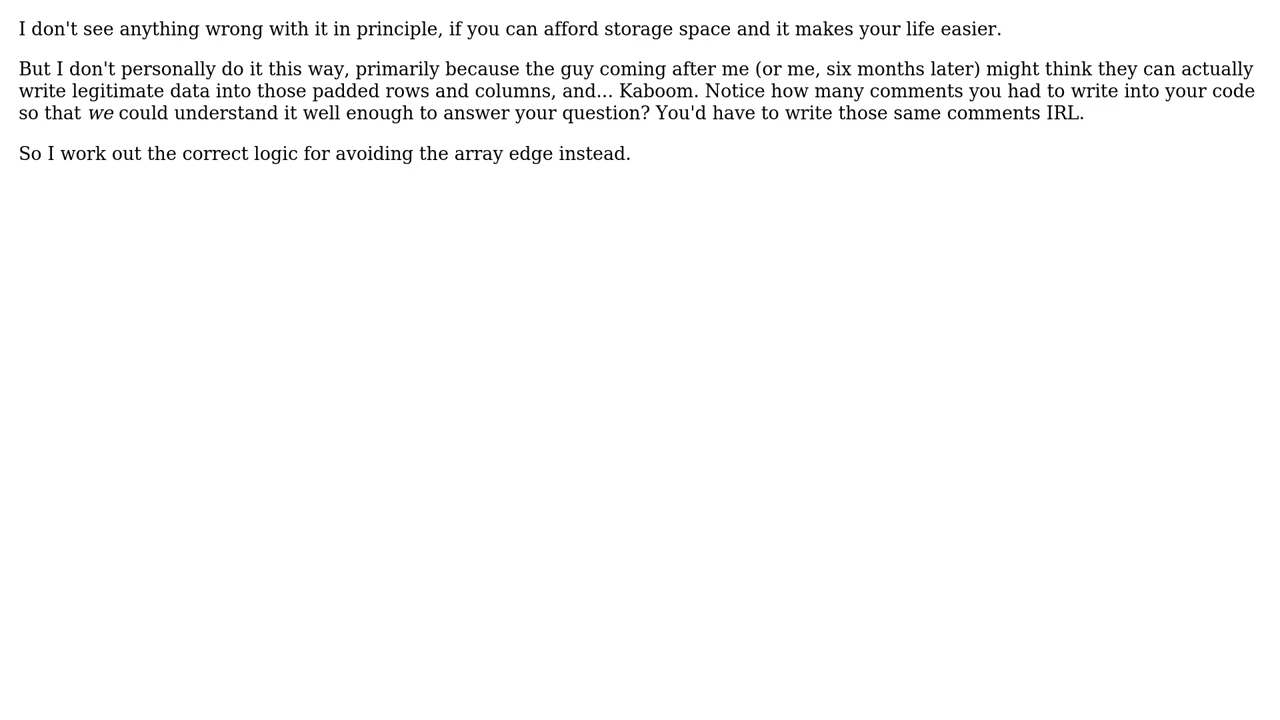 I don't see anything wrong with it in principle, if you can afford storage space and it makes your life easier.
But I don't personally do it this way, primarily because the guy coming after me (or me, six months later) might think they can actually
write legitimate data into those padded rows and columns, and... Kaboom. Notice how many comments you had to write into your code
so that we could understand it well enough to answer your question? You'd have to write those same comments IRL.
So I work out the correct logic for avoiding the array edge instead.